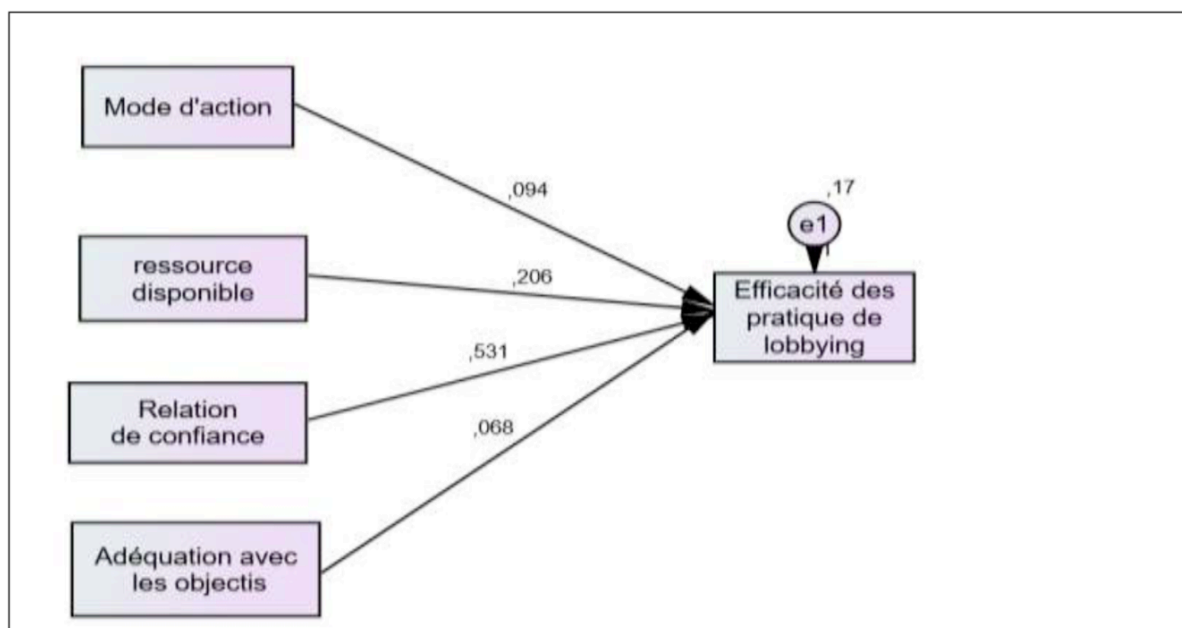 Mode d'action
,094
,17
e1
1
ressource
disponible
,206
Efficacité des
pratique de
lobbying
,531
Relation
de confiance
,068
Adéquation avec
les objectis